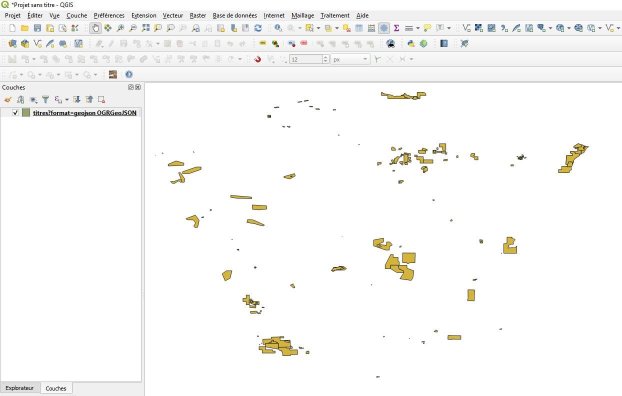 *Projet sans titre - QGIS
Projet Éditer Vue Couche Préférences Extension Vecteur Raster Base de données Internet Maillage Traitement Aide
12 px
Couches
titres?format=geojson OGRGeoJSON
Explorateur Couches